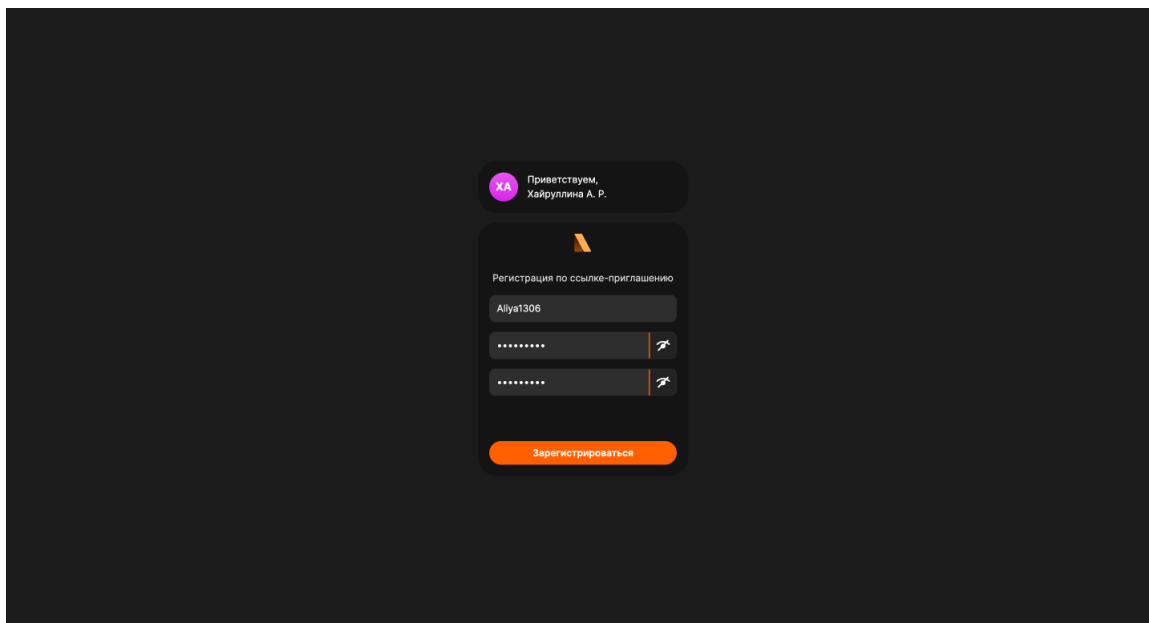 ХА
Приветствуем,
Хайруллина А. Р.
Регистрация по ссылке-приглашению
Aliya1306
•••••••••
•••••••••
Зарегистрироваться